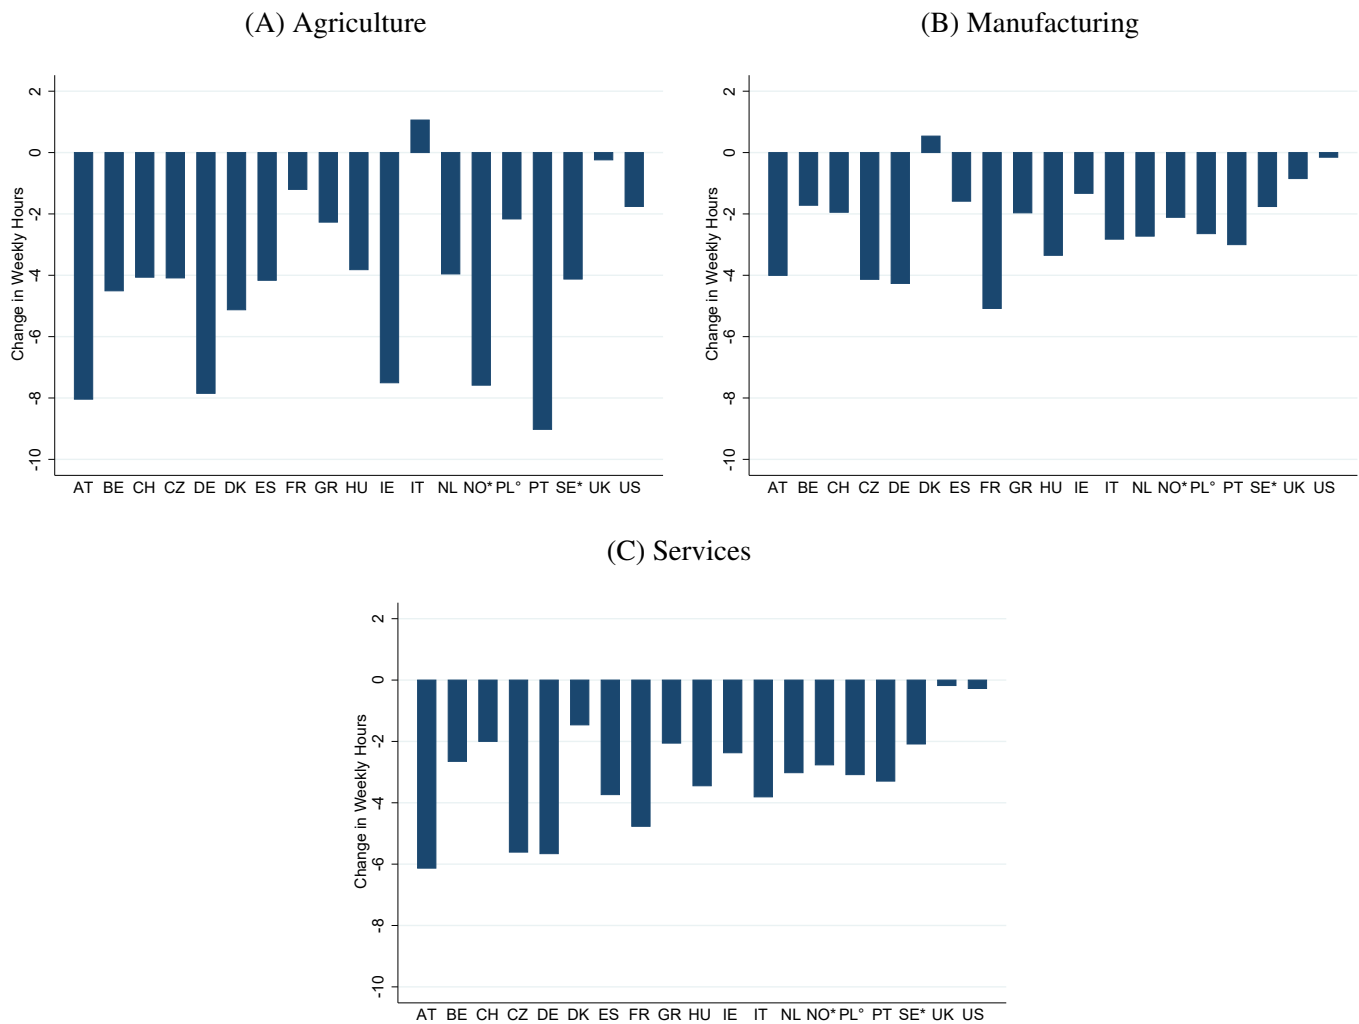 (A) Agriculture
Change in Weekly Hours
2
0
-2
-4
-6
-8
-10
AT BE CH CZ DE DK ES FR GR HU IE IT NL NO* PL° PT SE* UK US
(B) Manufacturing
Change in Weekly Hours
2
0
-2
-4
-6
-8
-10
AT BE CH CZ DE DK ES FR GR HU IE IT NL NO* PL° PT SE* UK US
(C) Services
Change in Weekly Hours
2
0
-2
-4
-6
-8
-10
AT BE CH CZ DE DK ES FR GR HU IE IT NL NO* PL° PT SE* UK US